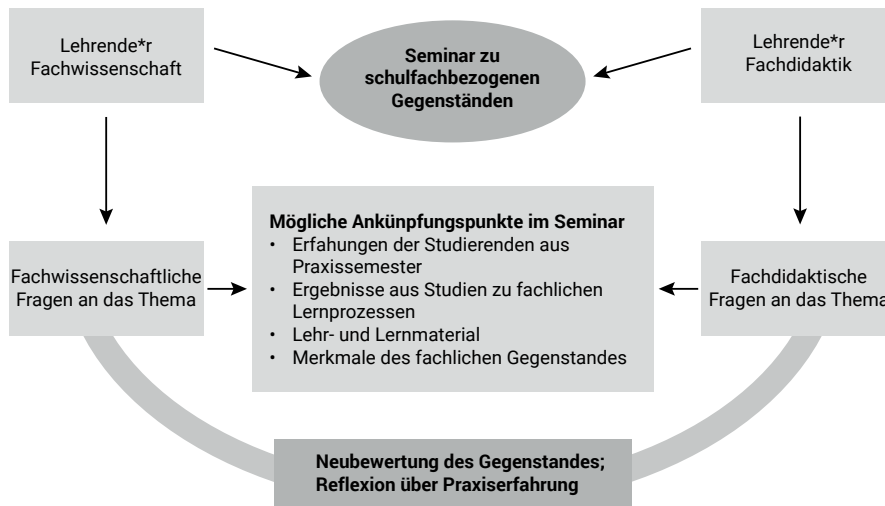 Lehrende*r
Fachwissenschaft
Seminar zu
schulfachbezogenen
Gegenständen
Lehrende*r
Fachdidaktik
Mögliche Ankünpfungspunkte im Seminar
• Erfahungen der Studierenden aus
Praxissemester
• Ergebnisse aus Studien zu fachlichen
Lernprozessen
• Lehr- und Lernmaterial
• Merkmale des fachlichen Gegenstandes
Fachwissenschaftliche
Fragen an das Thema
Fachdidaktische
Fragen an das Thema
Neubewertung des Gegenstandes;
Reflexion über Praxiserfahrung